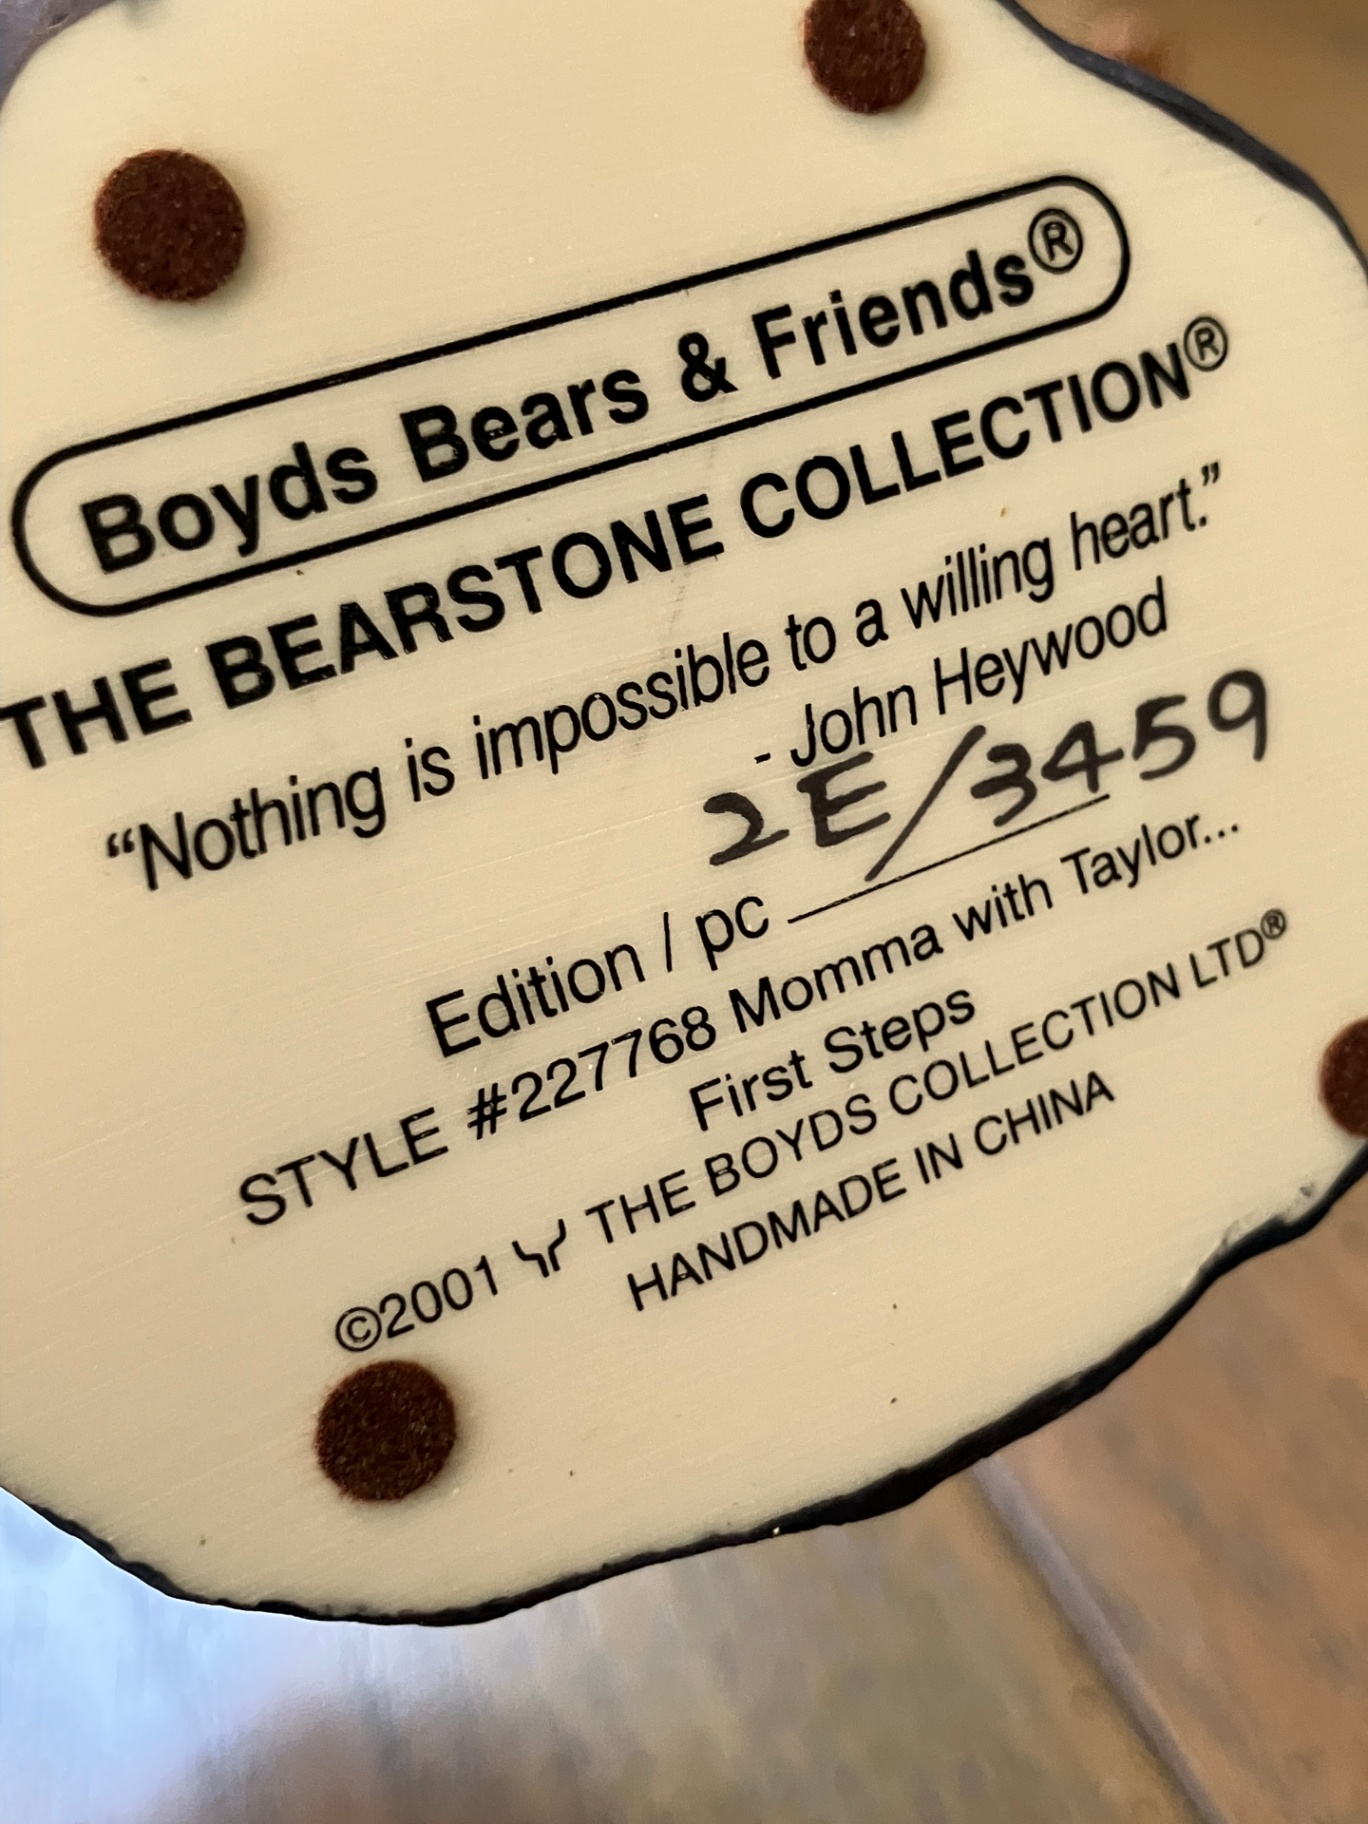 Boyds Bears & Friends®
THE BEARSTONE COLLECTION®
“Nothing is impossible to a willing heart.”
- John Heywood
2E/3459
Edition / pc
STYLE #227768 Momma with Taylor...
First Steps
©2001 THE BOYDS COLLECTION LTD®
HANDMADE IN CHINA